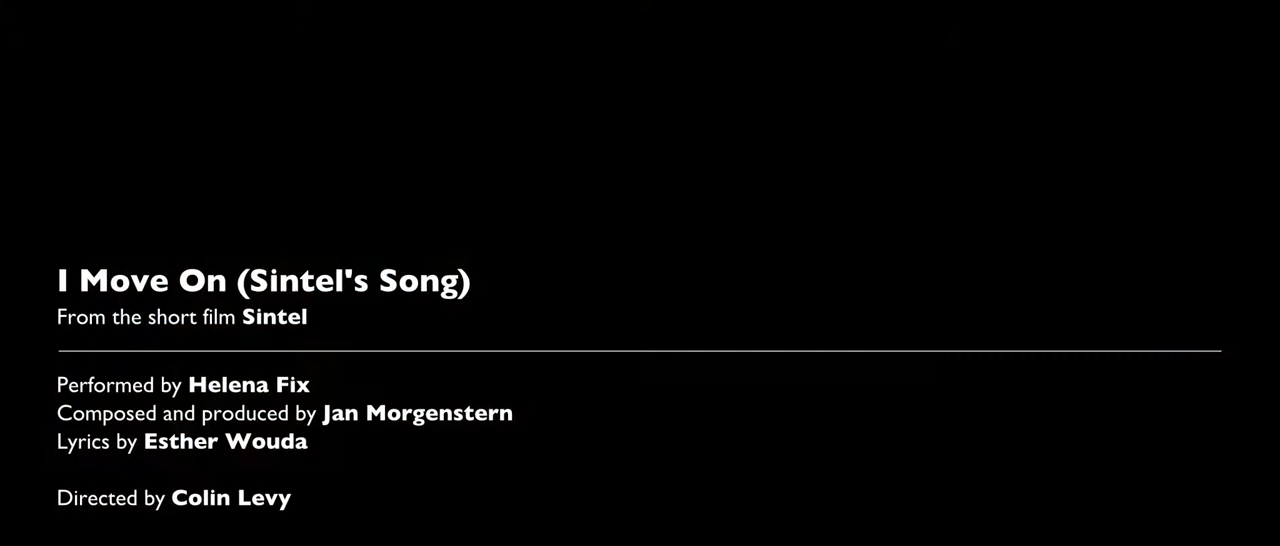 I Move On (Sintel's Song)
From the short film Sintel
Performed by Helena Fix
Composed and produced by Jan Morgenstern
Lyrics by Esther Wouda
Directed by Colin Levy